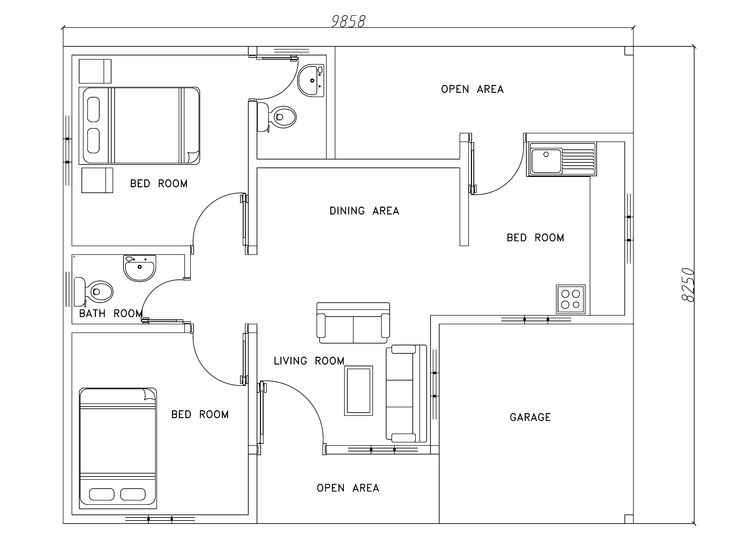 9858
OPEN AREA
BED ROOM
DINING AREA
BED ROOM
8250
BATH ROOM
LIVING ROOM
BED ROOM
GARAGE
OPEN AREA